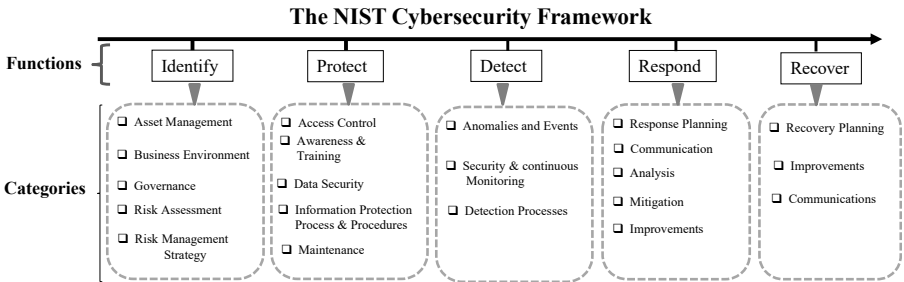 The NIST Cybersecurity Framework
Functions
Identify
Protect
Detect
Respond
Recover
Categories
Asset Management
Business Environment
Governance
Risk Assessment
Risk Management
Strategy
Access Control
Awareness &
Training
Data Security
Information Protection
Process & Procedures
Maintenance
Anomalies and Events
Security & continuous
Monitoring
Detection Processes
Response Planning
Communication
Analysis
Mitigation
Improvements
Recovery Planning
Improvements
Communications